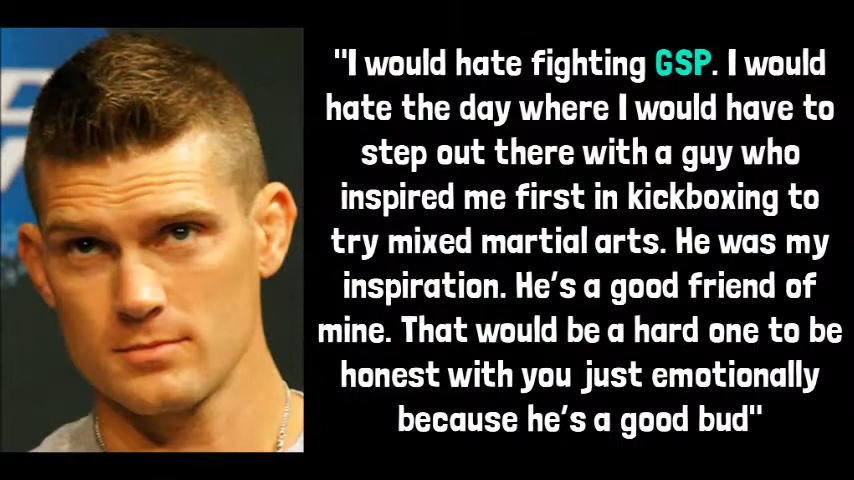 "I would hate fighting GSP. I would
hate the day where I would have to
step out there with a guy who
inspired me first in kickboxing to
try mixed martial arts. He was my
inspiration. He's a good friend of
mine. That would be a hard one to be
honest with you just emotionally
because he's a good bud"